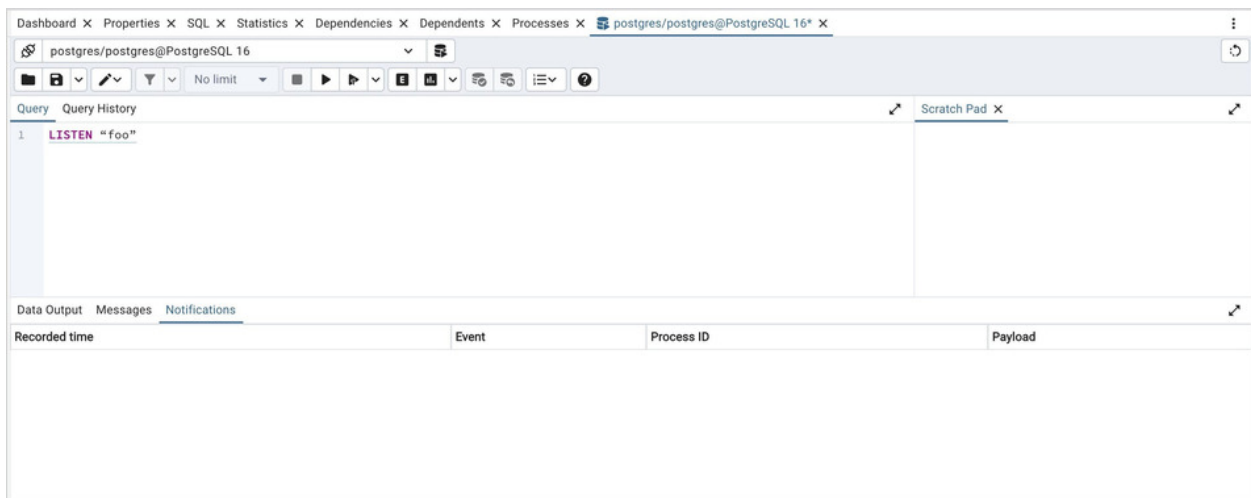 Dashboard Properties SQL Statistics Dependencies Dependents Processes postgres/postgres@PostgreSQL 16*
postgres/postgres@PostgreSQL 16
No limit E
Query Query History Scratch Pad
1 LISTEN “foo”
Data Output Messages Notifications
Recorded time Event Process ID Payload